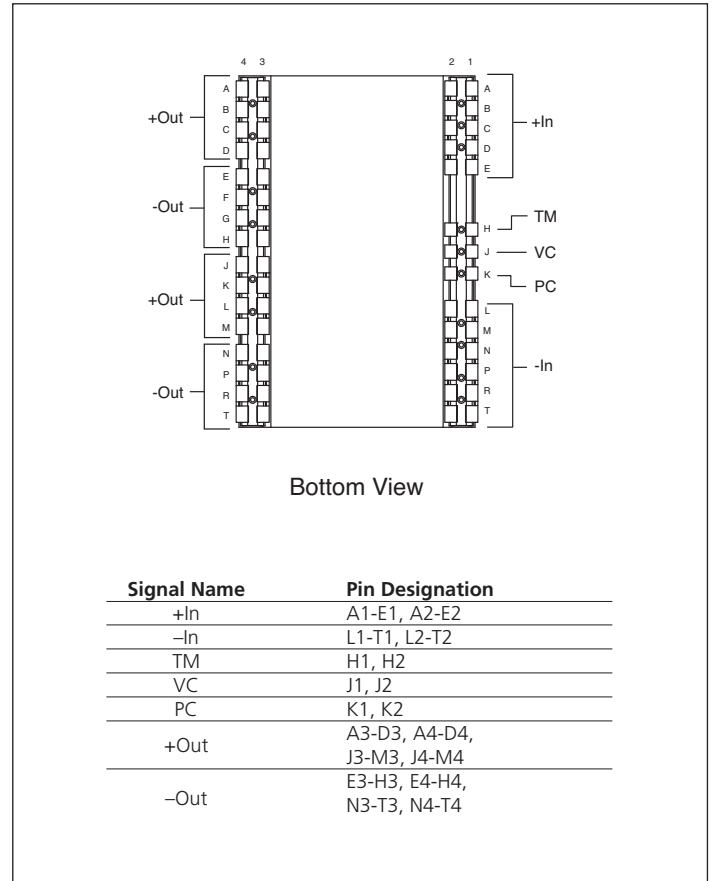 4 3
2 1
A
B
C
D
E
F
G
H
J
K
L
M
N
P
R
T
+Out
-Out
+Out
-Out
A
B
C
D
E
H
J
K
L
M
N
P
R
T
+In
TM
VC
PC
-In
Bottom View
Signal Name Pin Designation
+In A1-E1, A2-E2
–In L1-T1, L2-T2
TM H1, H2
VC J1, J2
PC K1, K2
+Out A3-D3, A4-D4,
J3-M3, J4-M4
–Out E3-H3, E4-H4,
N3-T3, N4-T4